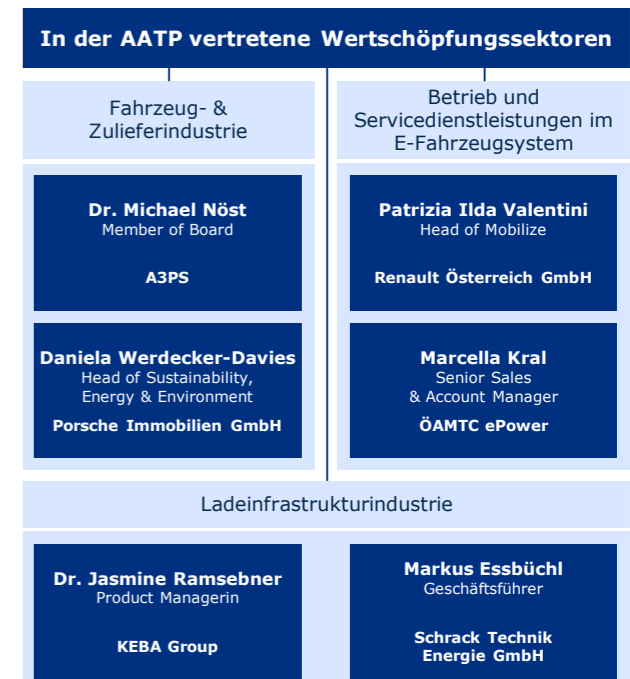 In der AATP vertretene Wertschöpfungssektoren
Fahrzeug- &
Zulieferindustrie
Dr. Michael Nöst
Member of Board
A3PS
Daniela Werdecker-Davies
Head of Sustainability,
Energy & Environment
Porsche Immobilien GmbH
Betrieb und
Servicedienstleistungen im
E-Fahrzeugsystem
Patrizia Ilda Valentini
Head of Mobilize
Renault Österreich GmbH
Marcella Kral
Senior Sales
& Account Manager
ÖAMTC ePower
Ladeinfrastrukturindustrie
Dr. Jasmine Ramsebner
Product Managerin
KEBA Group
Markus Essbüchl
Geschäftsführer
Schrack Technik
Energie GmbH